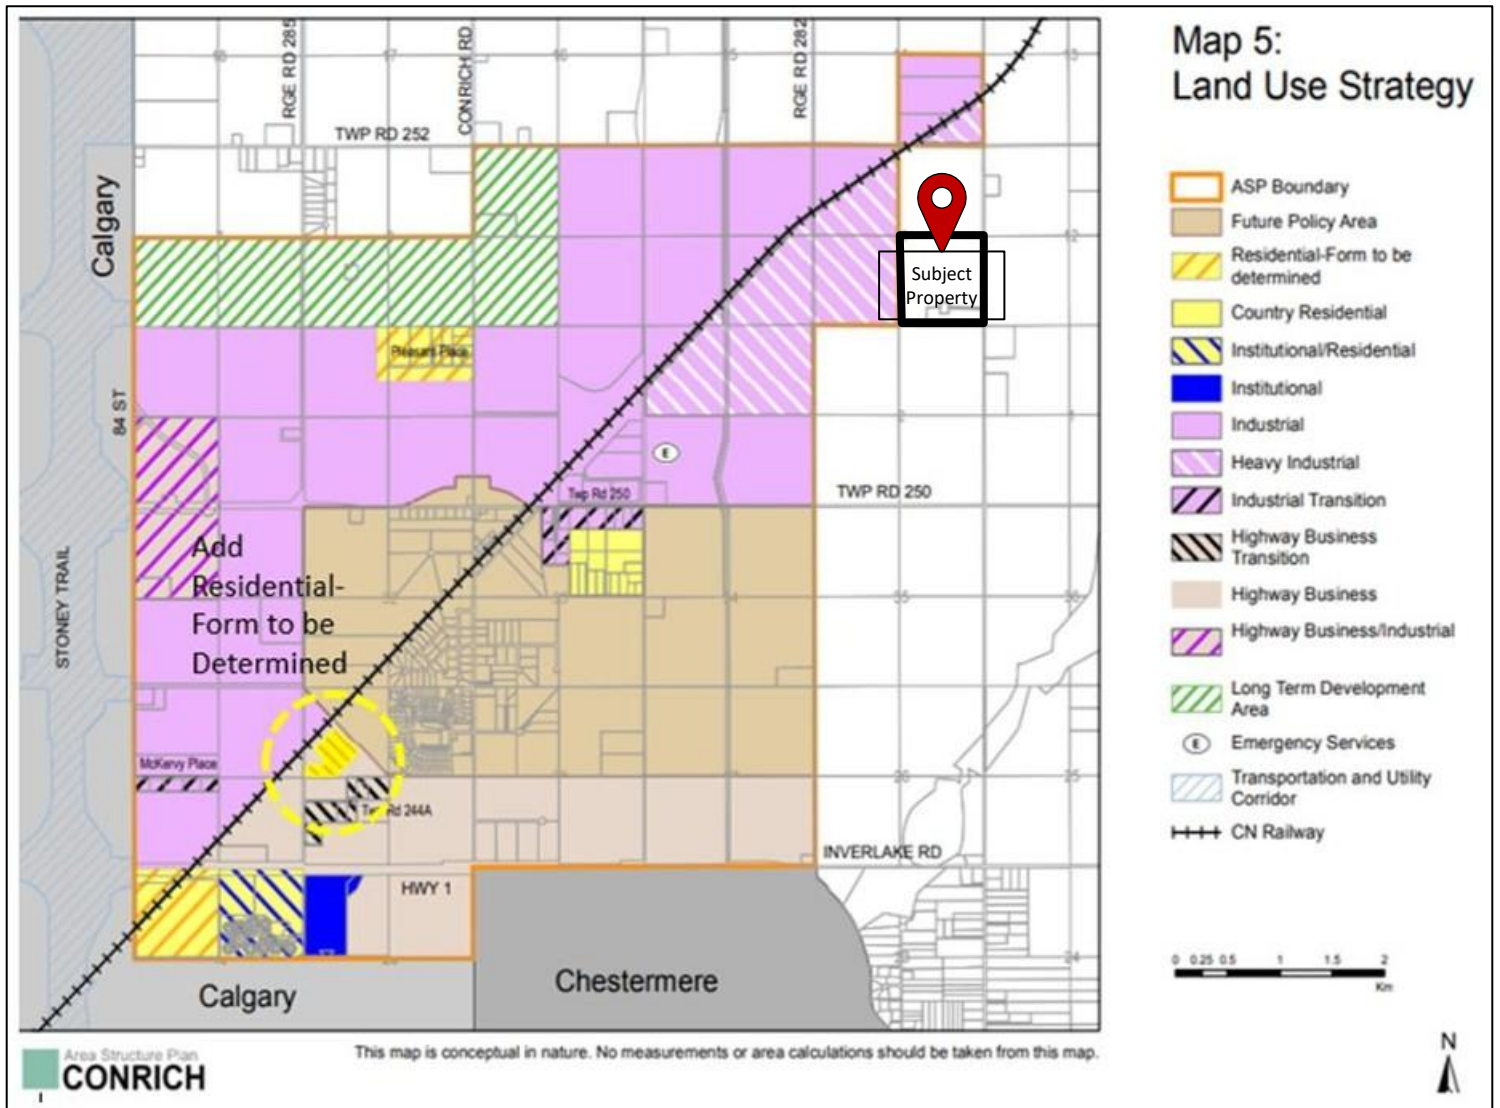 Map 5:
Land Use Strategy
RGE RD 285
CONRICH RD
RGE RD 282
TWP RD 252
Calgary
Subject
Property
Pleasant Place
84 ST
E
Twp Rd 250
TWP RD 250
STONEY TRAIL
Add
Residential-
Form to be
Determined
McKervy Place
Twp Rd 244A
INVERLAKE RD
HWY 1
Calgary
Chestermere
ASP Boundary
Future Policy Area
Residential-Form to be
determined
Country Residential
Institutional/Residential
Institutional
Industrial
Heavy Industrial
Industrial Transition
Highway Business
Transition
Highway Business
Highway Business/Industrial
Long Term Development
Area
E
Emergency Services
Transportation and Utility
Corridor
CN Railway
0 0.25 0.5 1 1.5 2
Km
N
Area Structure Plan
CONRICH
This map is conceptual in nature. No measurements or area calculations should be taken from this map.